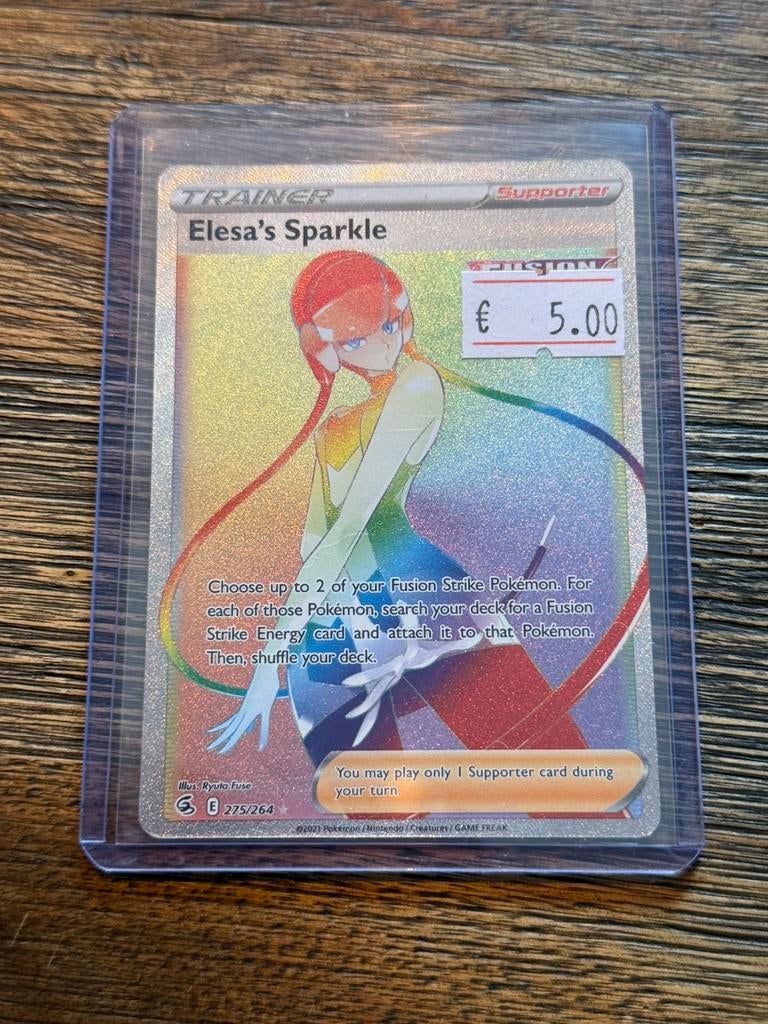 TRAINER Supporter
Elesa's Sparkle
FUSION
€ 5.00
Choose up to 2 of your Fusion Strike Pokémon. For
each of those Pokémon, search your deck for a Fusion
Strike Energy card and attach it to that Pokémon.
Then, shuffle your deck.
You may play only 1 Supporter card during
your turn.
Illus. Ryuta Fuse
E 275/264
©2021 Pokémon / Nintendo / Creatures / GAME FREAK